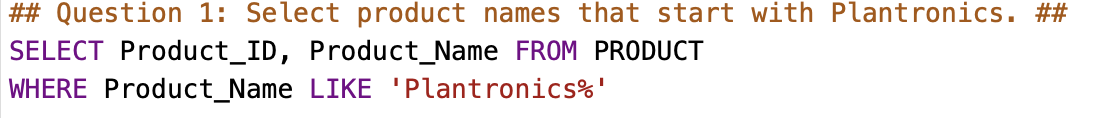 ## Question 1: Select product names that start with Plantronics. ##
SELECT Product_ID, Product_Name FROM PRODUCT
WHERE Product_Name LIKE 'Plantronics%'